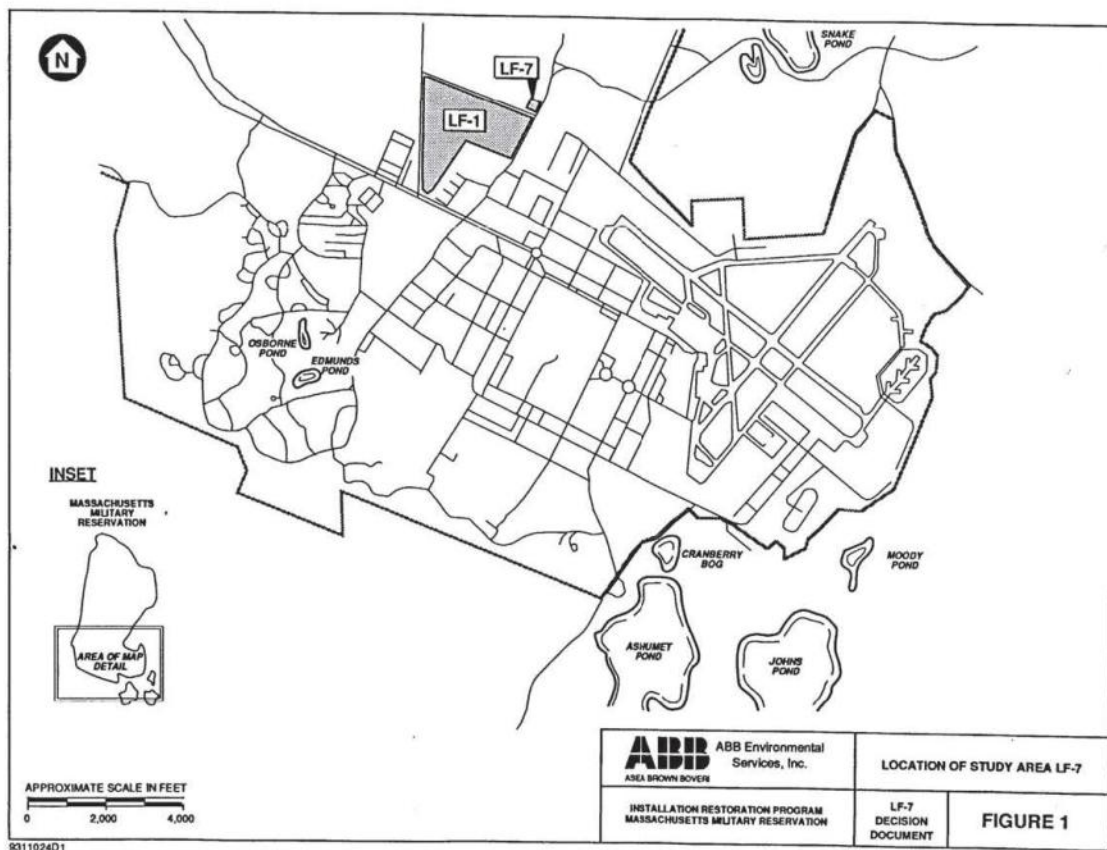 N
SNAKE
POND
LF-7
LF-1
OSBORNE
POND
EDMUNDS
POND
INSET
MASSACHUSETTS
MILITARY
RESERVATION
AREA OF MAP
DETAIL
CRANBERRY
BOG
MOODY
POND
ASHUMET
POND
JOHNS
POND
APPROXIMATE SCALE IN FEET
0 2,000 4,000
ABB ABB Environmental
Services, Inc.
ASEA BROWN BOVERI
LOCATION OF STUDY AREA LF-7
INSTALLATION RESTORATION PROGRAM
MASSACHUSETTS MILITARY RESERVATION
LF-7
DECISION
DOCUMENT
FIGURE 1
9311024D1